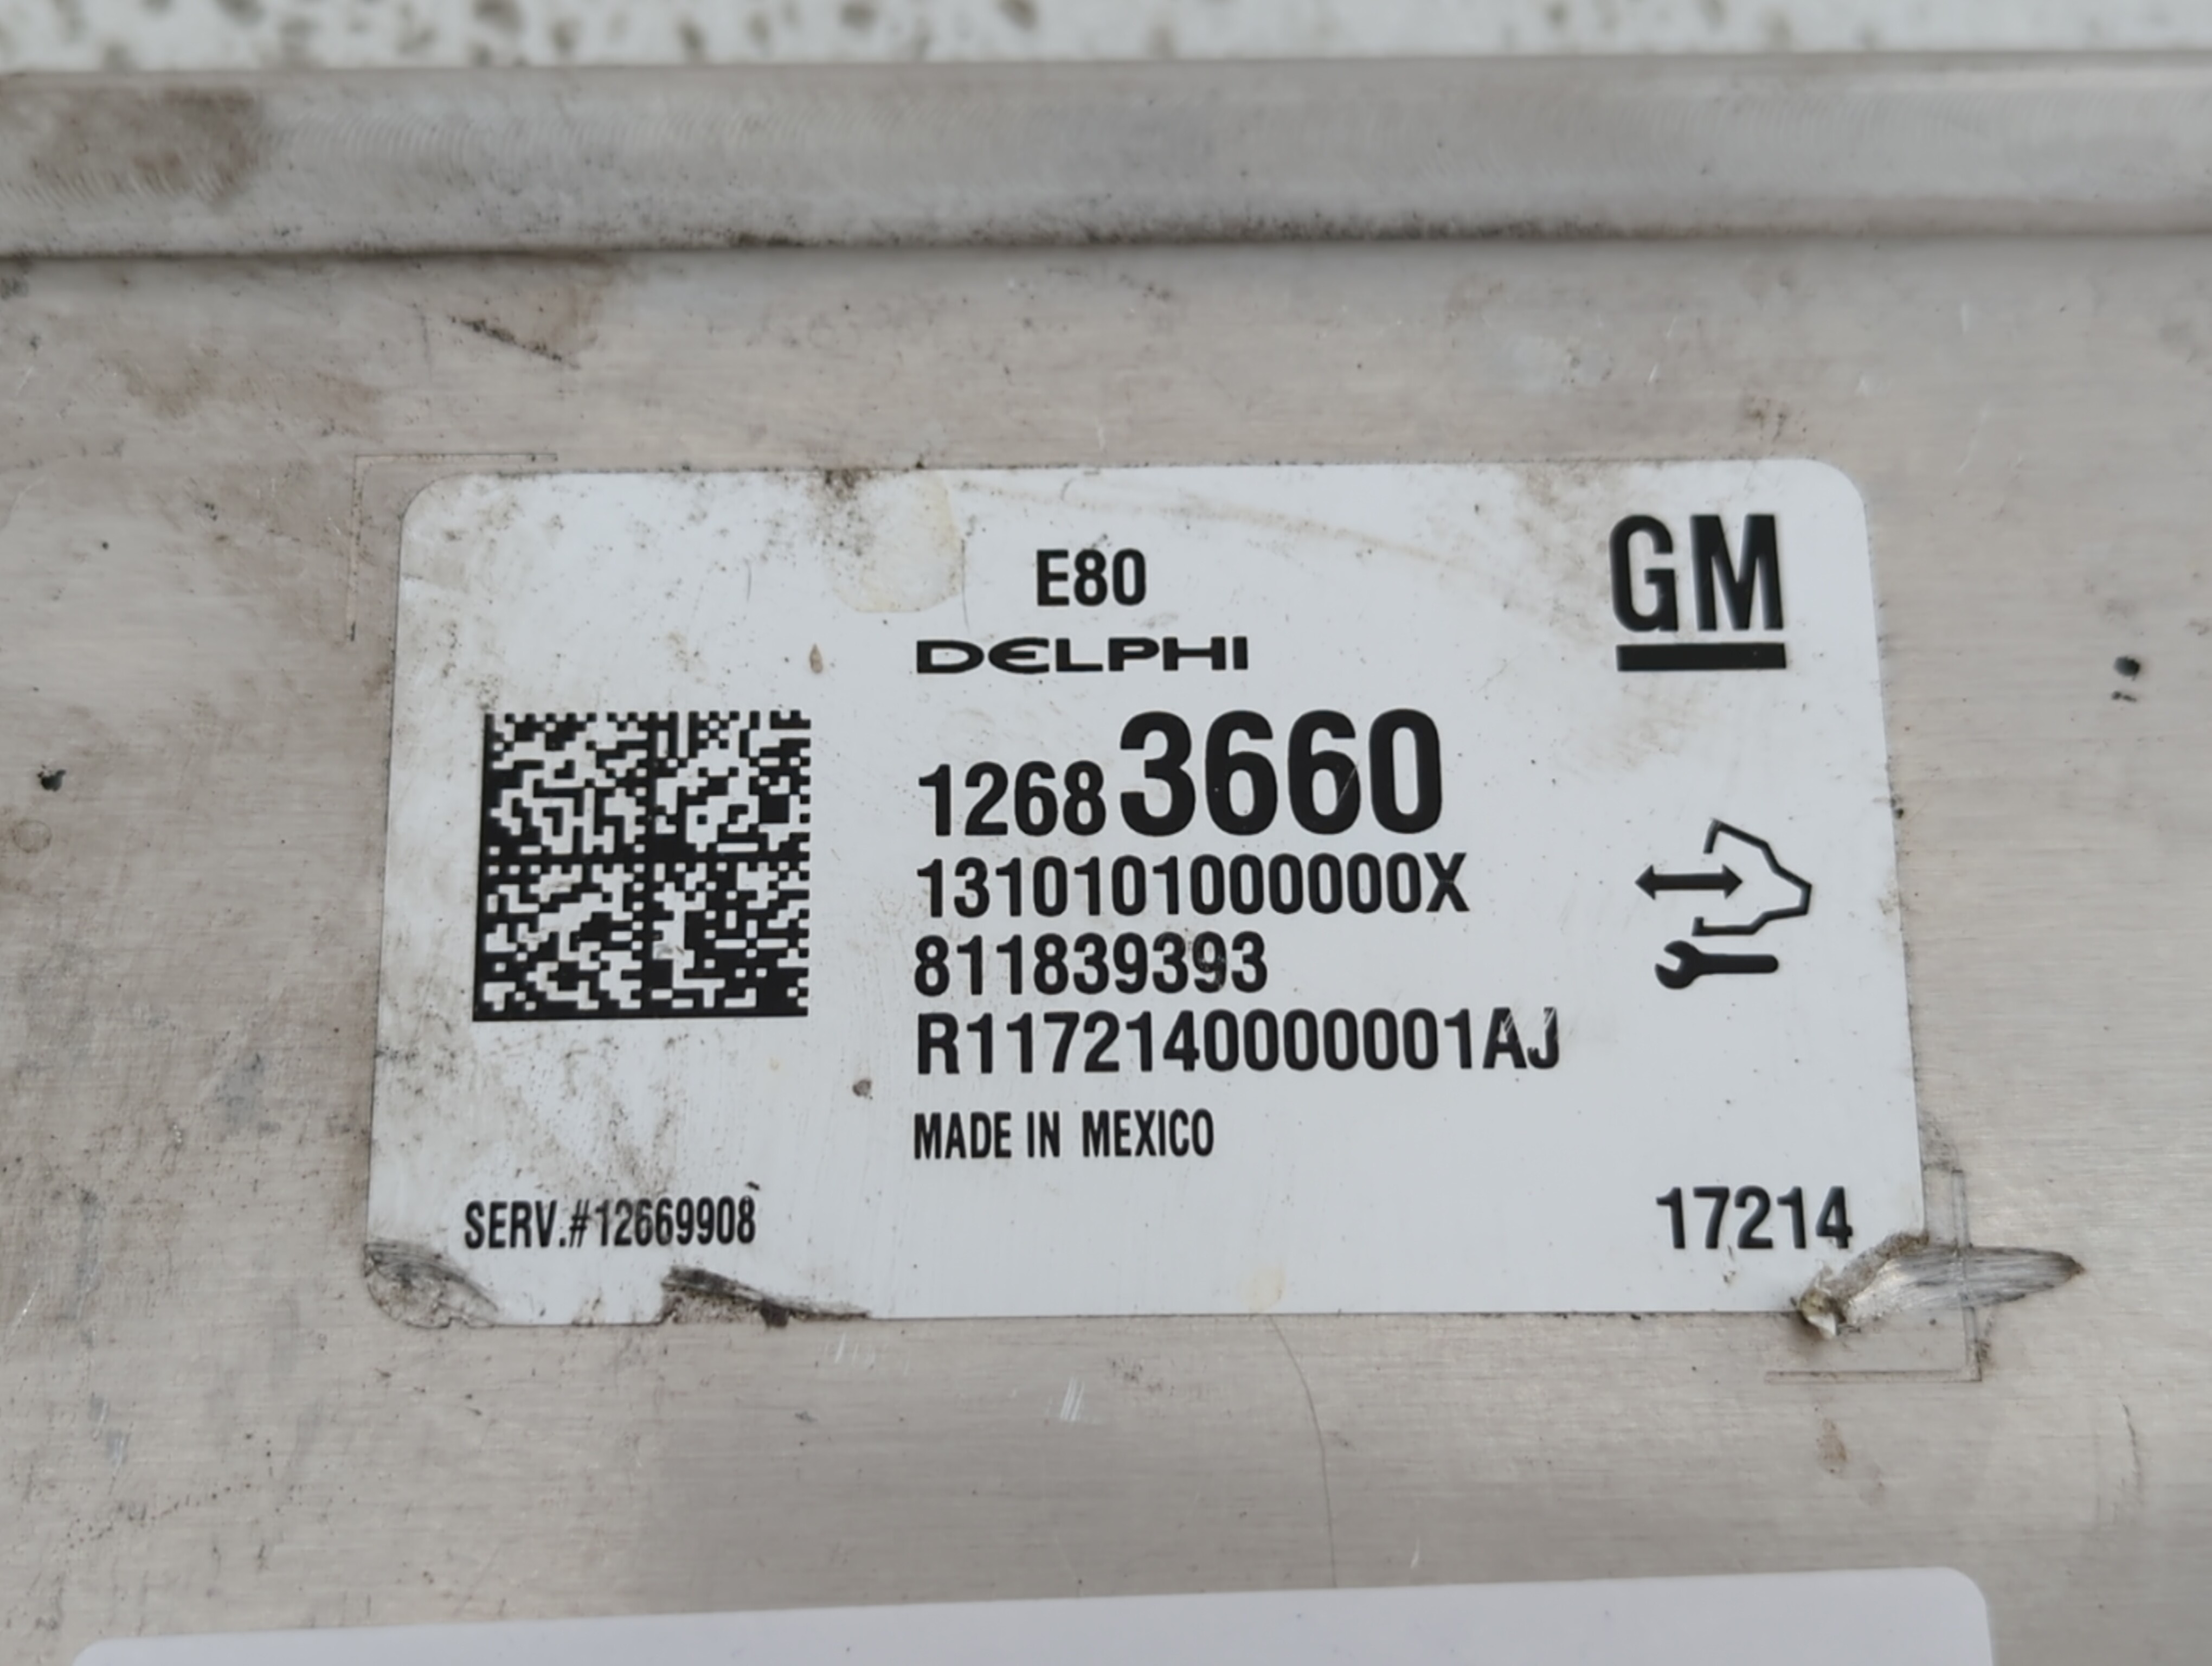 E80
GM
DELPHI
12683660
1310101000000X
811839393
R1172140000001AJ
MADE IN MEXICO
SERV.#12669908
17214